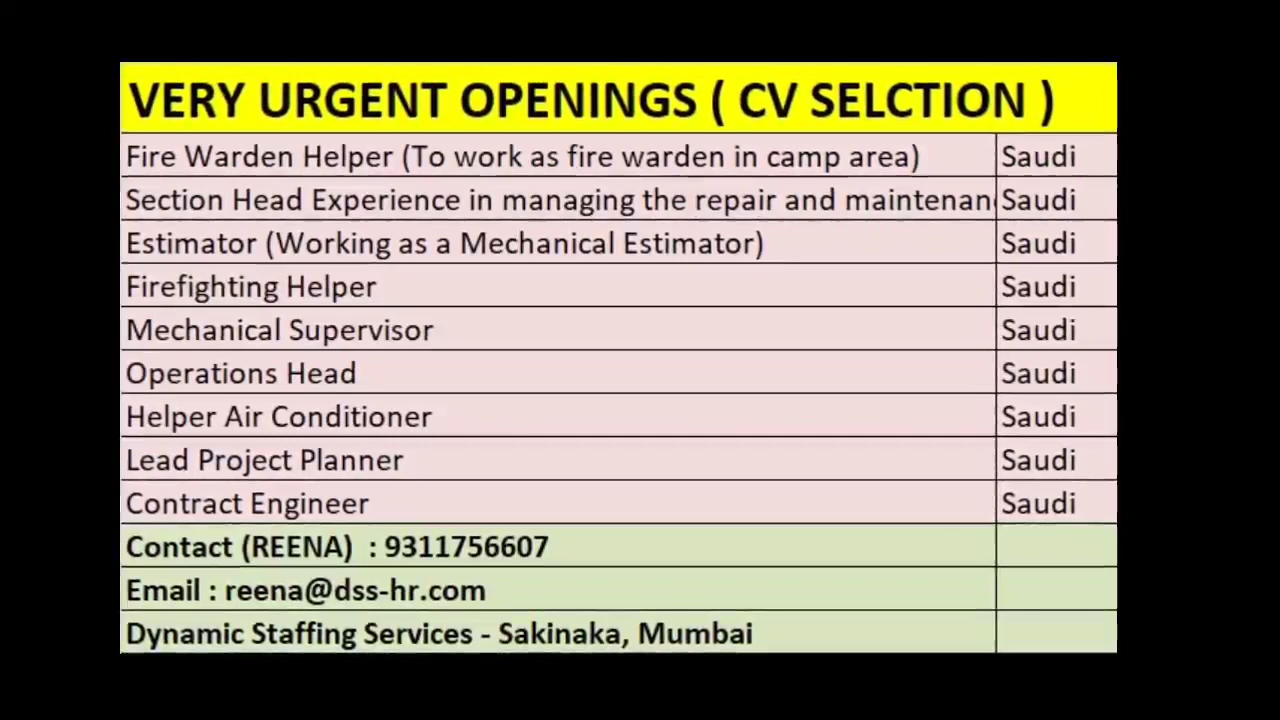 VERY URGENT OPENINGS ( CV SELCTION )
Fire Warden Helper (To work as fire warden in camp area) Saudi
Section Head Experience in managing the repair and maintenan Saudi
Estimator (Working as a Mechanical Estimator) Saudi
Firefighting Helper Saudi
Mechanical Supervisor Saudi
Operations Head Saudi
Helper Air Conditioner Saudi
Lead Project Planner Saudi
Contract Engineer Saudi
Contact (REENA) : 9311756607
Email : reena@dss-hr.com
Dynamic Staffing Services - Sakinaka, Mumbai